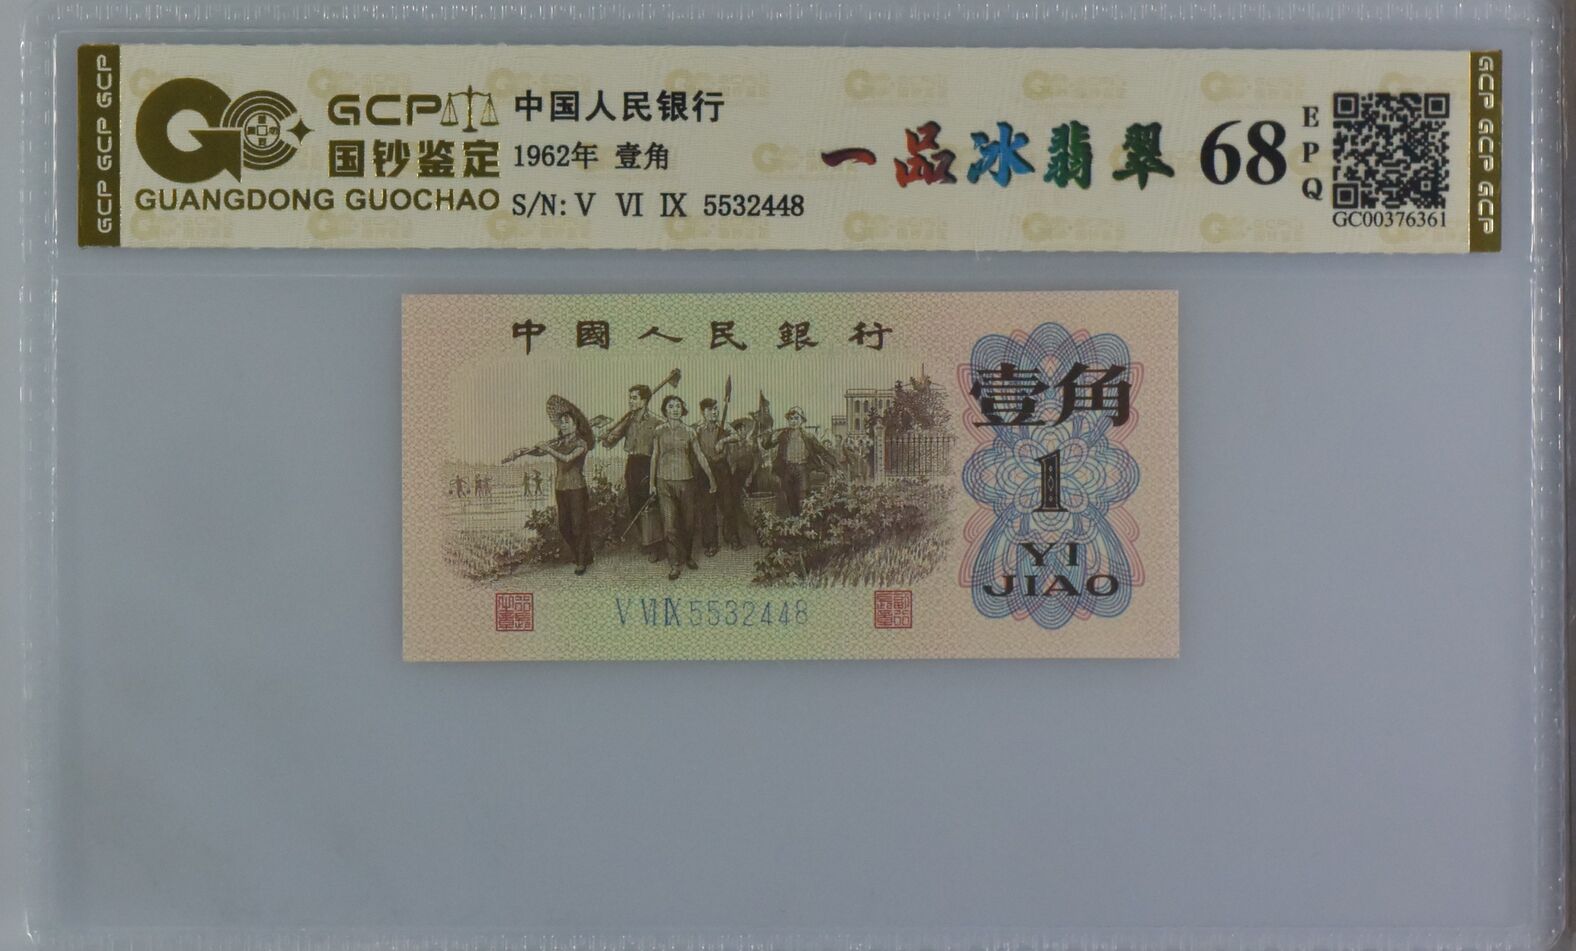 GCP GCP GCP
GCP
国钞鉴定
GUANGDONG GUOCHAO
中国人民银行
1962年 壹角
S/N: V VI IX 5532448
一品冰翡翠
68
EPQ
GC00376361
GCP GCP GCP
中國人民銀行
壹角
1
YI
JIAO
V VI IX 5532448